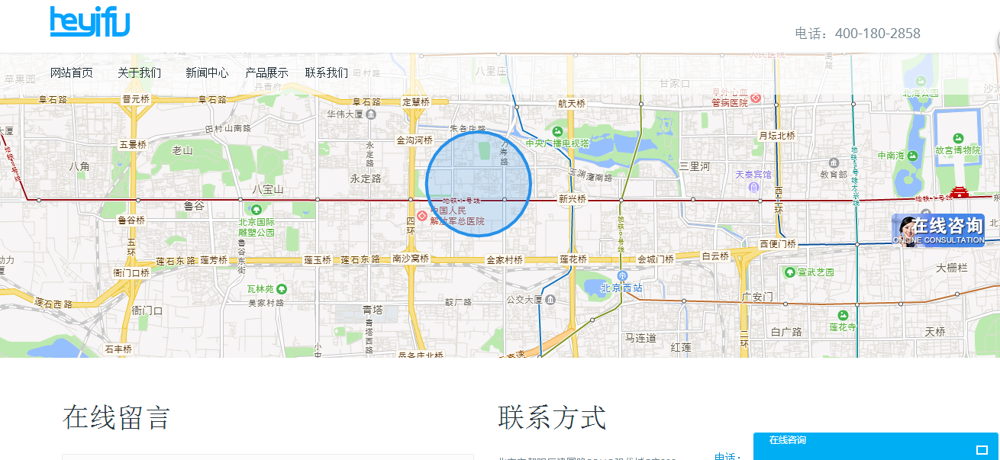 heyifu
电话：400-180-2858
网站首页 关于我们 新闻中心 产品展示 联系我们
苹果园
田村路
丹青府
八里庄
甘家口
人民医院
北海公园
阜石路 晋元桥 阜石路
阜石路 定慧桥
航天桥
阜外心血
管病医院
华伟大厦
田村山南路
朱各庄路
金沟河桥
中央广播电视塔
月坛北桥
故宫博物院
五景桥
老山
八角
永定路
永定路
万寿路
中南海
三里河
玉渊潭南路
天泰宾馆
教育部
地铁4号线大兴线
八宝山
鲁谷
地铁1号线
地铁1号线
地铁1号线
新兴桥
西二环
中国人民
解放军总医院
北京国际
雕塑公园
鲁谷桥
四环
地铁9号线
在线咨询
ONLINE CONSULTATION
五环
鲁谷东街
西便门桥
莲石东路 莲芳桥 莲玉桥 莲石东路 南沙窝桥 金家村桥 莲花桥 会城门桥 白云桥
衙门口桥
宣武艺园
大栅栏
瓦林苑
吴家村路
北京西站
广安门
莲石西路
衙门口
青塔
靛厂路
公交大厦
青塔西路
莲花寺
马连道
白广路
天桥
红莲
二环
石丰桥
岳各庄北桥
在线留言
联系方式
在线咨询
电话：